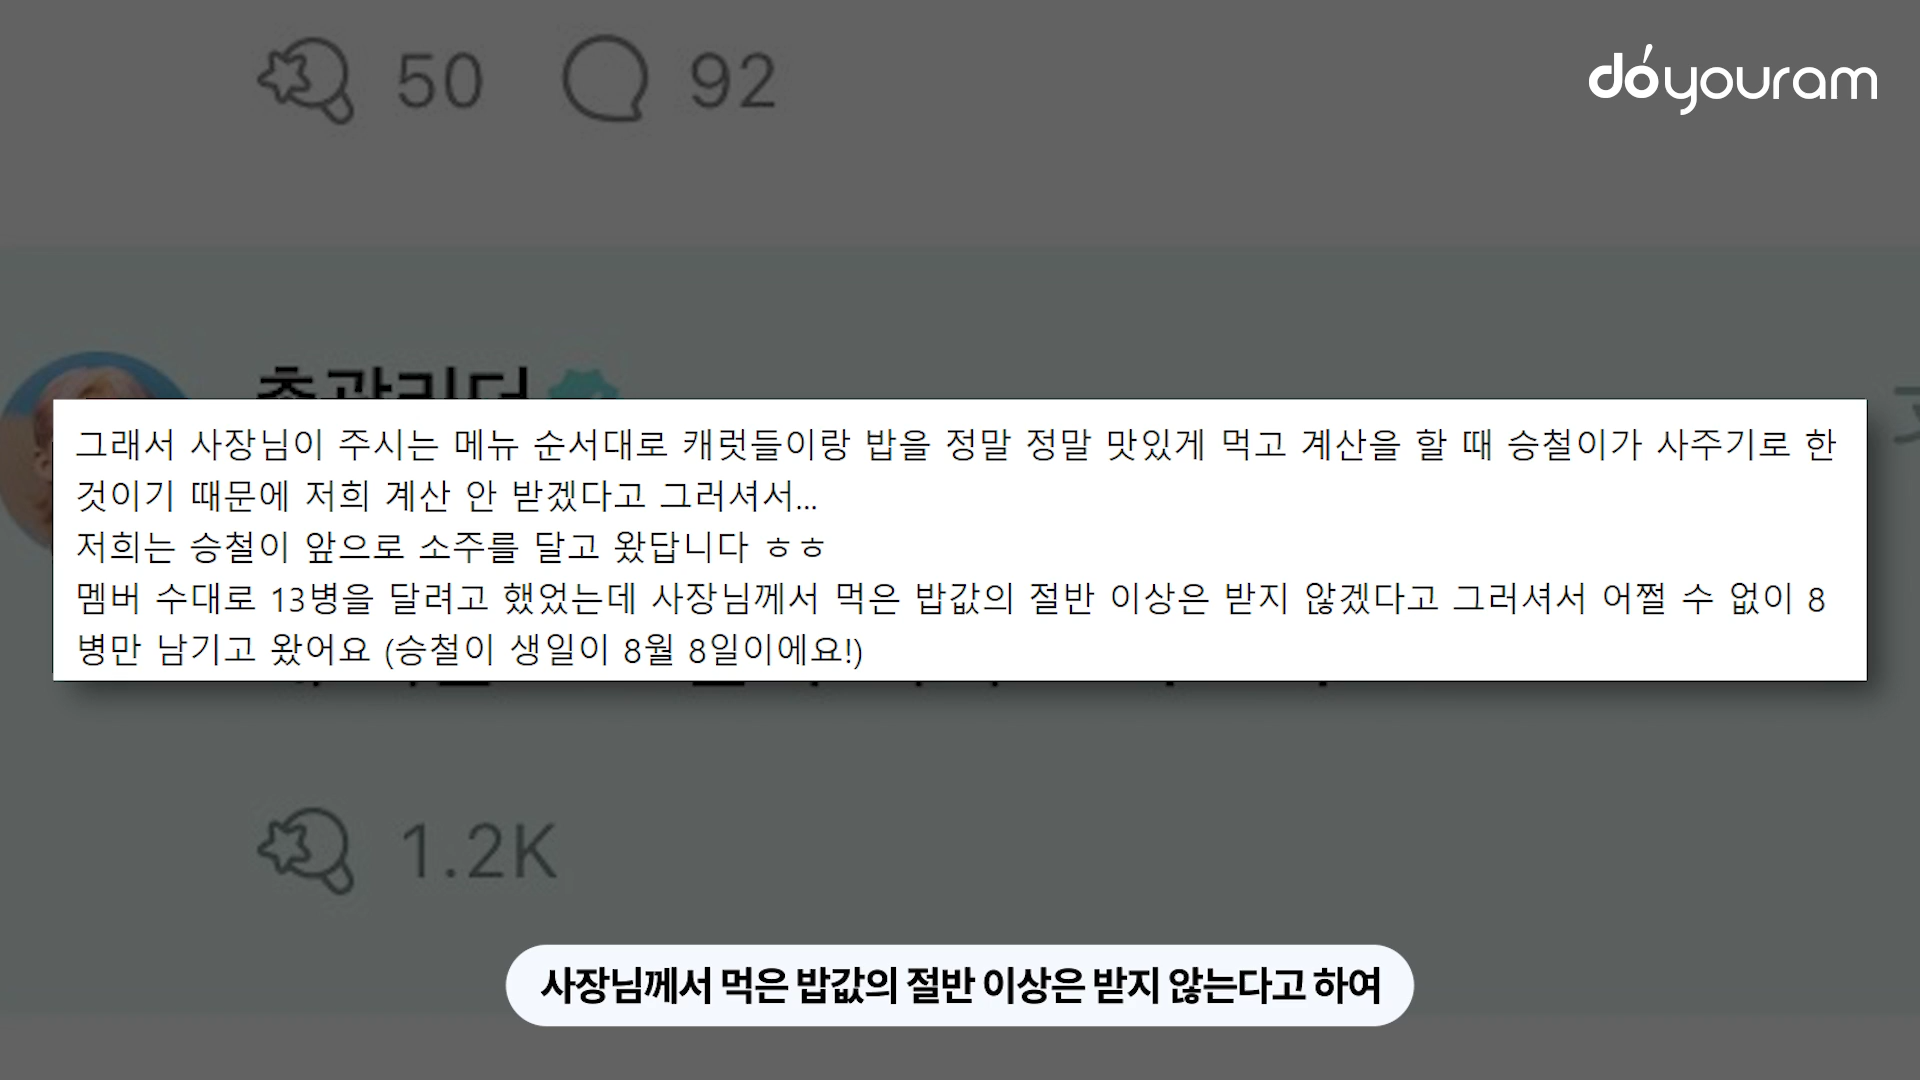 50 92
dóyouram
총괄리더
그래서 사장님이 주시는 메뉴 순서대로 캐럿들이랑 밥을 정말 정말 맛있게 먹고 계산을 할 때 승철이가 사주기로 한
것이기 때문에 저희 계산 안 받겠다고 그러셔서...
저희는 승철이 앞으로 소주를 달고 왔답니다 ㅎㅎ
멤버 수대로 13병을 달려고 했었는데 사장님께서 먹은 밥값의 절반 이상은 받지 않겠다고 그러셔서 어쩔 수 없이 8
병만 남기고 왔어요 (승철이 생일이 8월 8일이에요!)
1.2K
사장님께서 먹은 밥값의 절반 이상은 받지 않는다고 하여